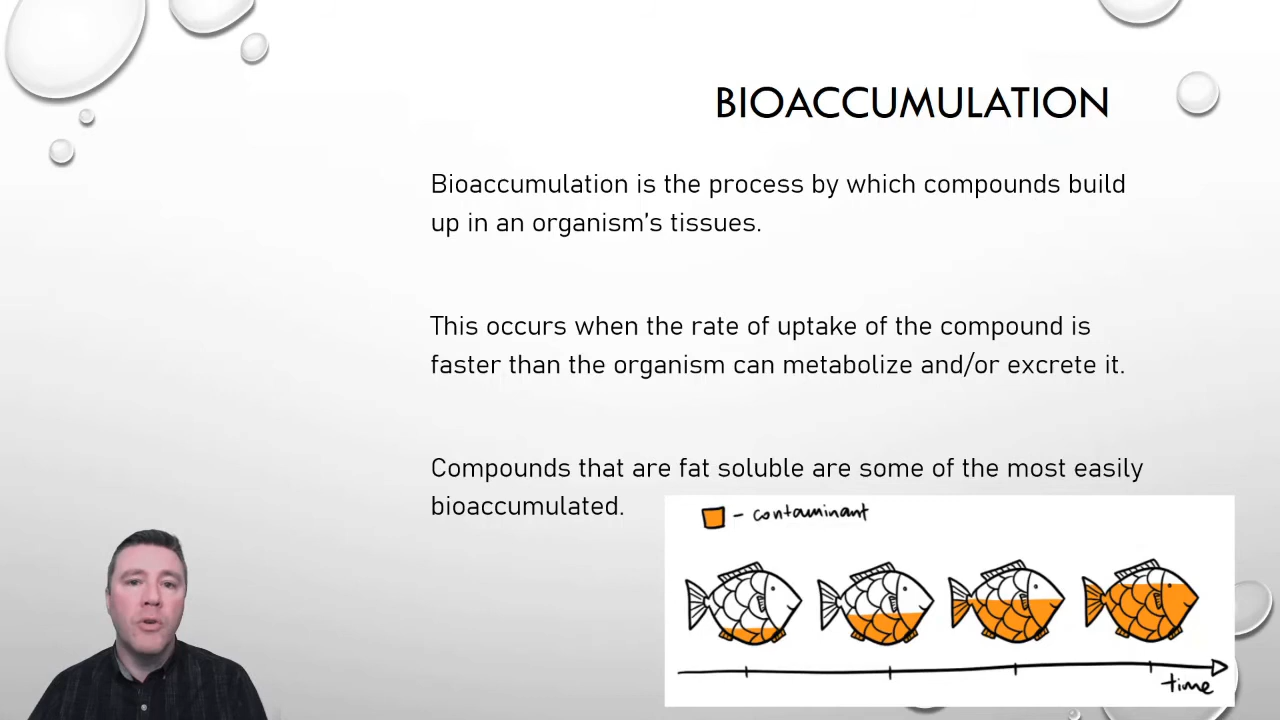 BIOACCUMULATION
Bioaccumulation is the process by which compounds build
up in an organism's tissues.
This occurs when the rate of uptake of the compound is
faster than the organism can metabolize and/or excrete it.
Compounds that are fat soluble are some of the most easily
bioaccumulated.
- contaminant
time